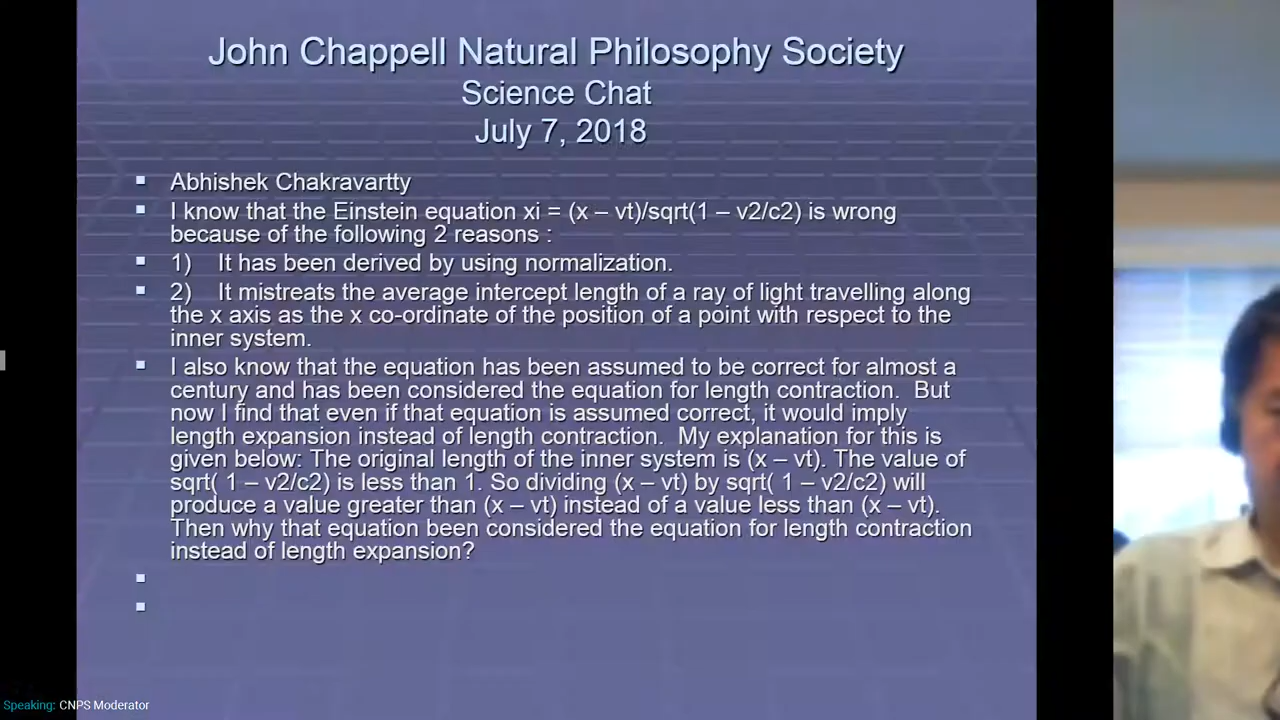 John Chappell Natural Philosophy Society
Science Chat
July 7, 2018
Abhishek Chakravartty
I know that the Einstein equation xi = (x – vt)/sqrt(1 – v2/c2) is wrong
because of the following 2 reasons :
1) It has been derived by using normalization.
2) It mistreats the average intercept length of a ray of light travelling along
the x axis as the x co-ordinate of the position of a point with respect to the
inner system.
I also know that the equation has been assumed to be correct for almost a
century and has been considered the equation for length contraction. But
now I find that even if that equation is assumed correct, it would imply
length expansion instead of length contraction. My explanation for this is
given below: The original length of the inner system is (x – vt). The value of
sqrt( 1 – v2/c2) is less than 1. So dividing (x – vt) by sqrt( 1 – v2/c2) will
produce a value greater than (x – vt) instead of a value less than (x – vt).
Then why that equation been considered the equation for length contraction
instead of length expansion?
Speaking: CNPS Moderator